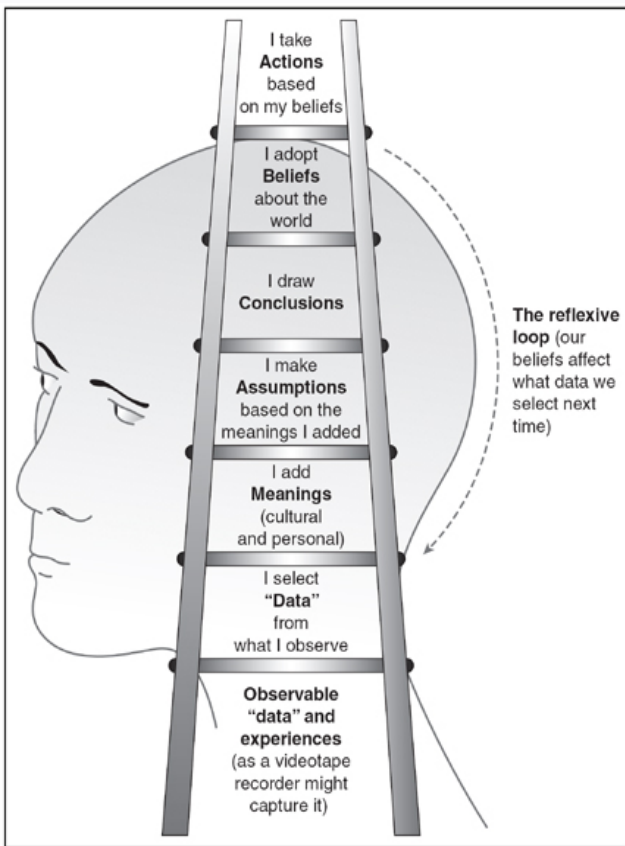 I take
Actions
based
on my beliefs
I adopt
Beliefs
about the
world
I draw
Conclusions
I make
Assumptions
based on the
meanings I added
I add
Meanings
(cultural
and personal)
I select
“Data”
from
what I observe
Observable
“data” and
experiences
(as a videotape
recorder might
capture it)
The reflexive
loop (our
beliefs affect
what data we
select next
time)